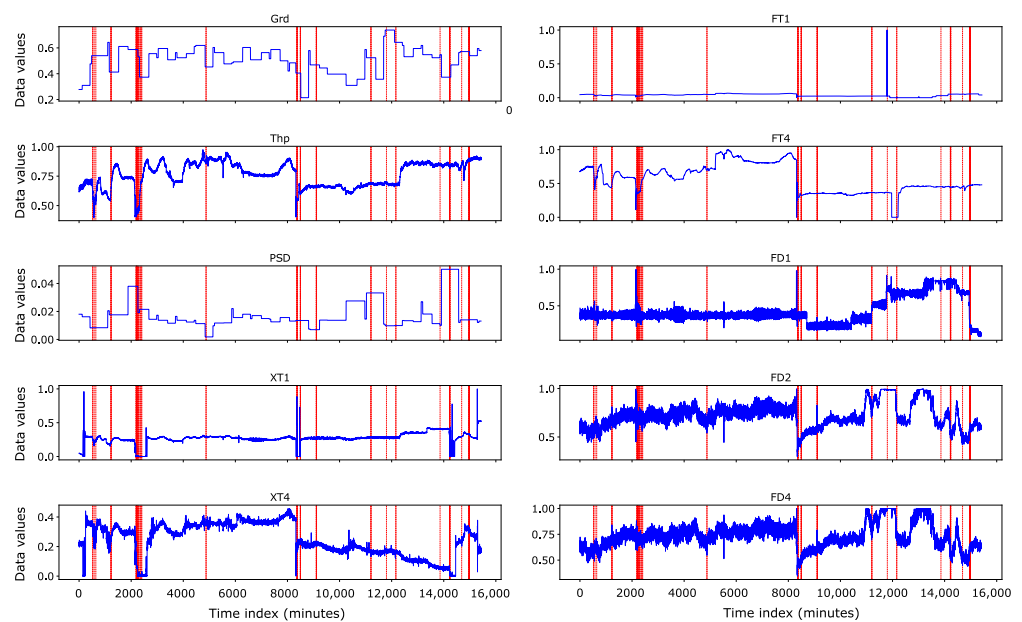 Grd
Data values
0.6
0.4
0.2
0
FT1
1.0
0.5
0.0
Thp
Data values
1.00
0.75
0.50
FT4
1.0
0.5
0.0
PSD
Data values
0.04
0.02
0.00
FD1
1.0
0.5
XT1
Data values
1.0
0.5
0.0
FD2
1.0
0.5
XT4
Data values
0.4
0.2
0.0
0 2000 4000 6000 8000 10,000 12,000 14,000 16,000
Time index (minutes)
FD4
1.00
0.75
0.50
0 2000 4000 6000 8000 10,000 12,000 14,000 16,000
Time index (minutes)